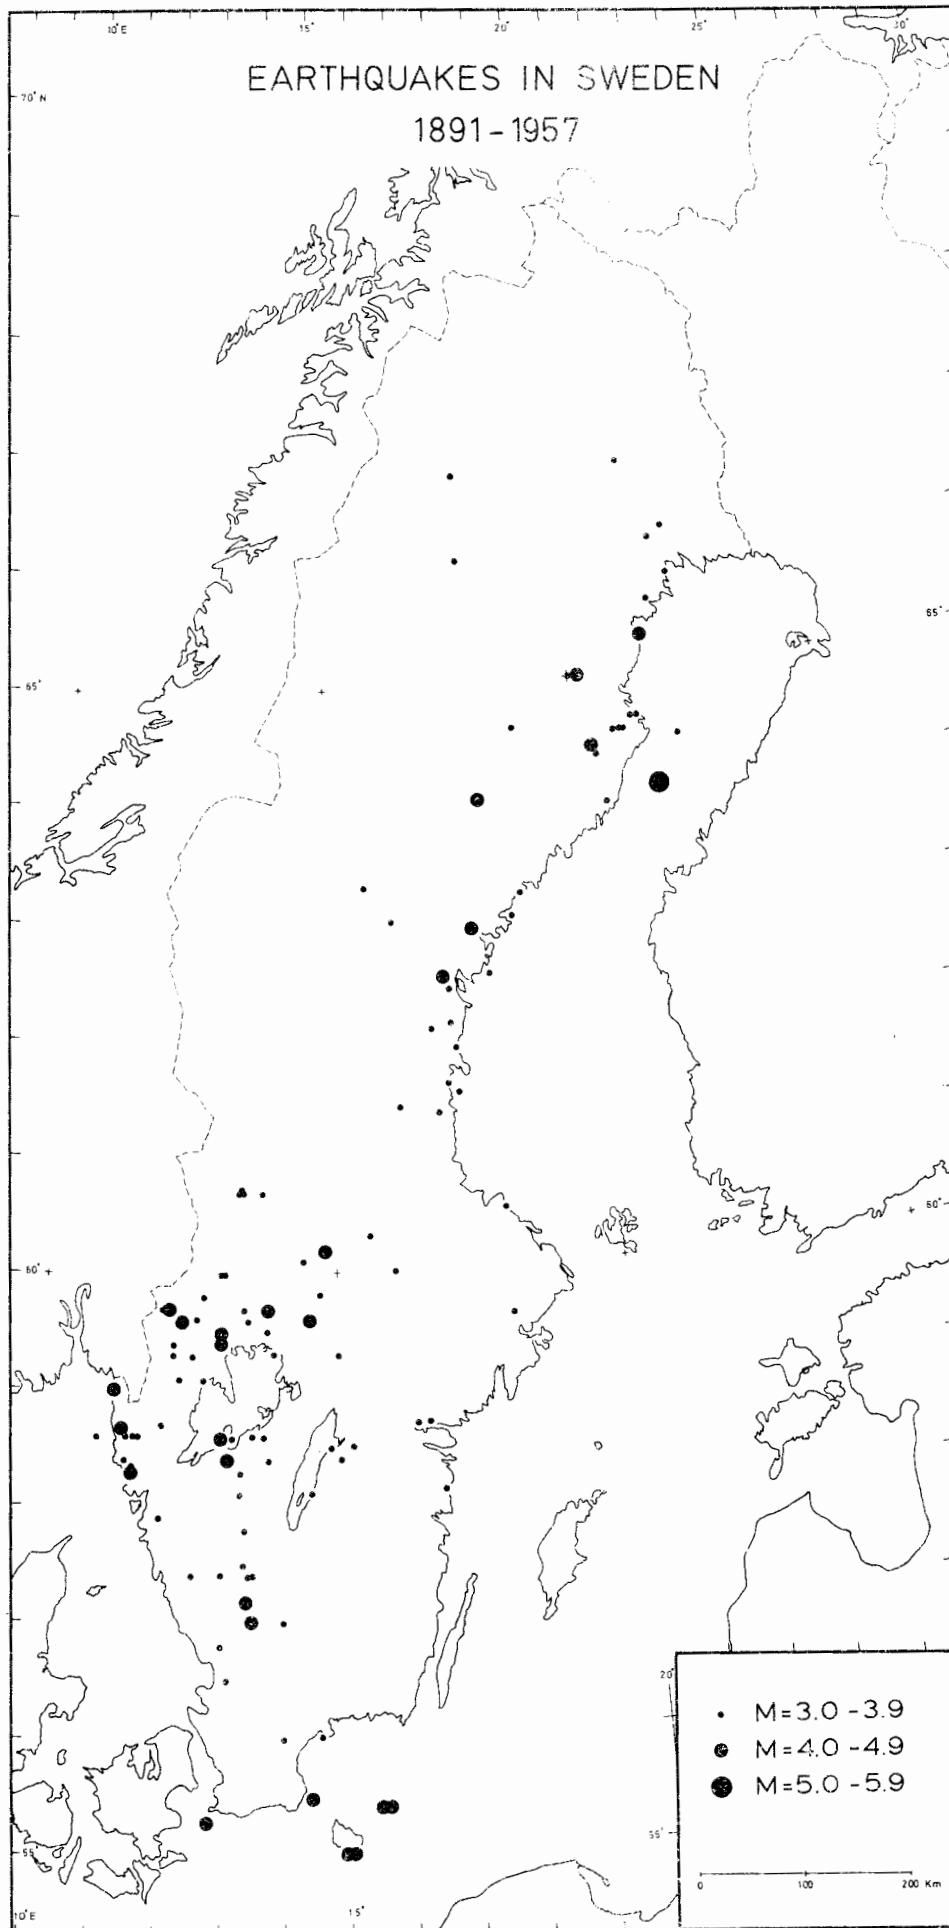 10°E 15° 20° 25° 30°
EARTHQUAKES IN SWEDEN
1891-1957
70°N
65°
65°
60°
60°
20°
M=3.0-3.9
M=4.0-4.9
M=5.0-5.9
55°
55°
0 100 200 Km
10°E 15°